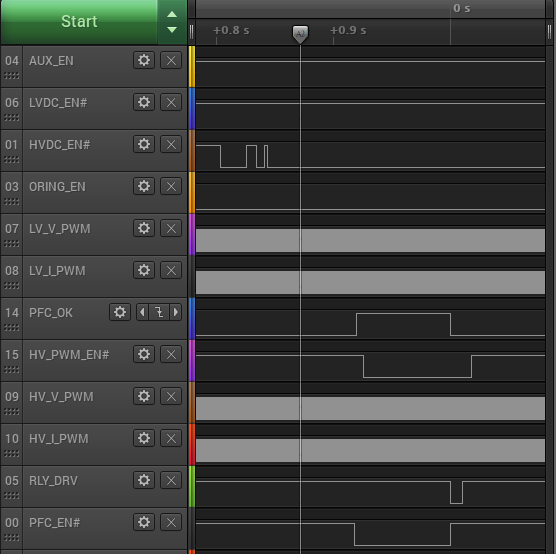 Start
0 s
+0.8 s
+0.9 s
04 AUX_EN
06 LVDC_EN#
01 HVDC_EN#
03 ORING_EN
07 LV_V_PWM
08 LV_I_PWM
14 PFC_OK
15 HV_PWM_EN#
09 HV_V_PWM
10 HV_I_PWM
05 RLY_DRV
00 PFC_EN#